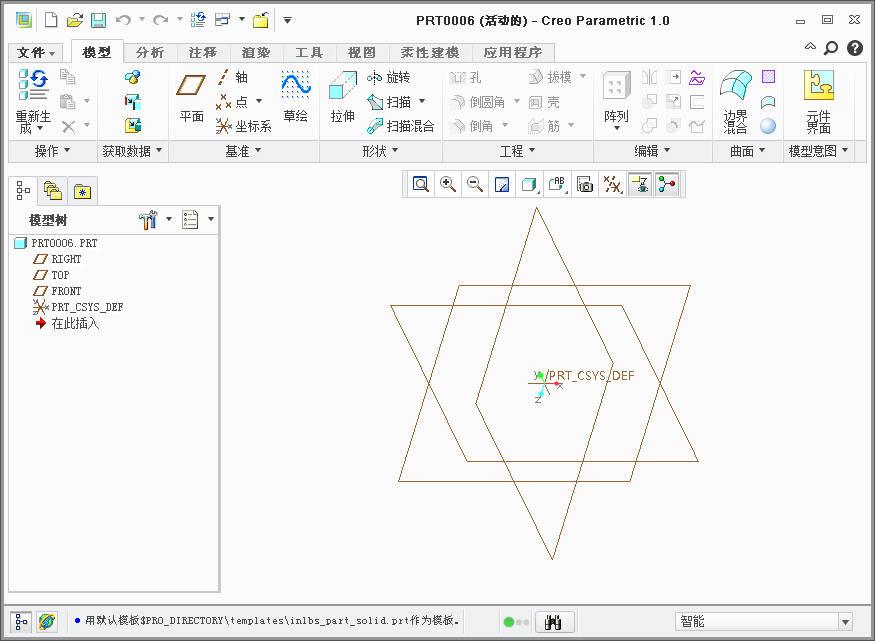 PRT0006 (活动的) - Creo Parametric 1.0
文件 模型 分析 注释 渲染 工具 视图 柔性建模 应用程序
重新生成
平面
轴
点
坐标系
草绘
拉伸
旋转
扫描
扫描混合
孔
倒圆角
倒角
拔模
壳
筋
阵列
边界混合
元件界面
操作 获取数据 基准 形状 工程 编辑 曲面 模型意图
模型树
PRT0006.PRT
RIGHT
TOP
FRONT
PRT_CSYS_DEF
在此插入
PRT_CSYS_DEF
Y
X
Z
用默认模板$PRO_DIRECTORY\templates\inlbs_part_solid.prt作为模板。
智能